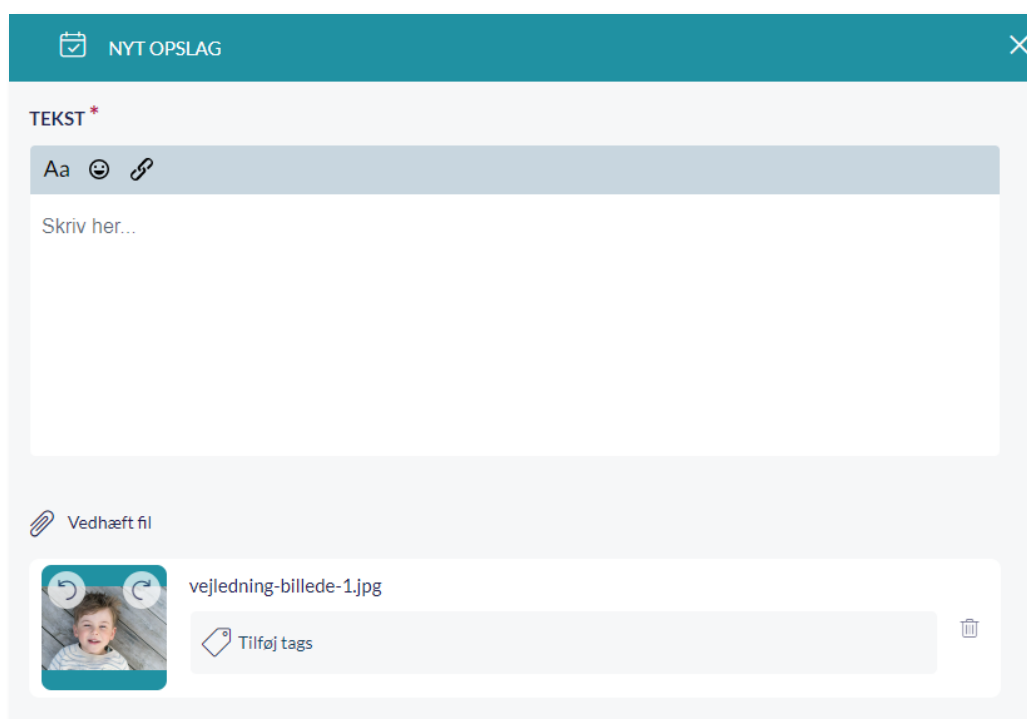 NYT OPSLAG
TEKST*
Aa
Skriv her...
Vedhæft fil
vejledning-billede-1.jpg
Tilføj tags